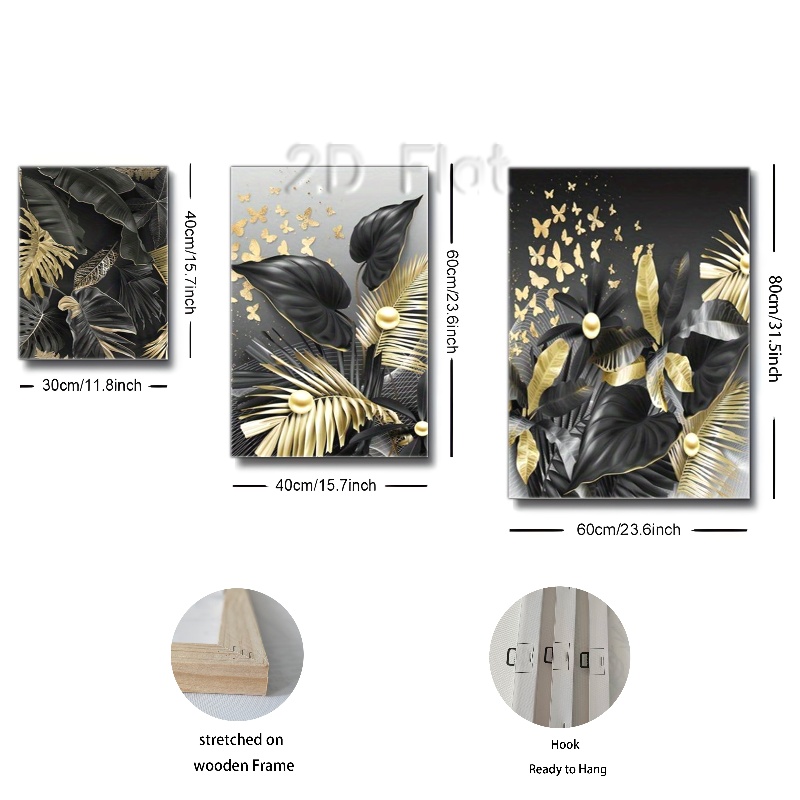 2D Flat
40cm/15.7inch
60cm/23.6inch
80cm/31.5inch
30cm/11.8inch
40cm/15.7inch
60cm/23.6inch
stretched on
wooden Frame
Hook
Ready to Hang